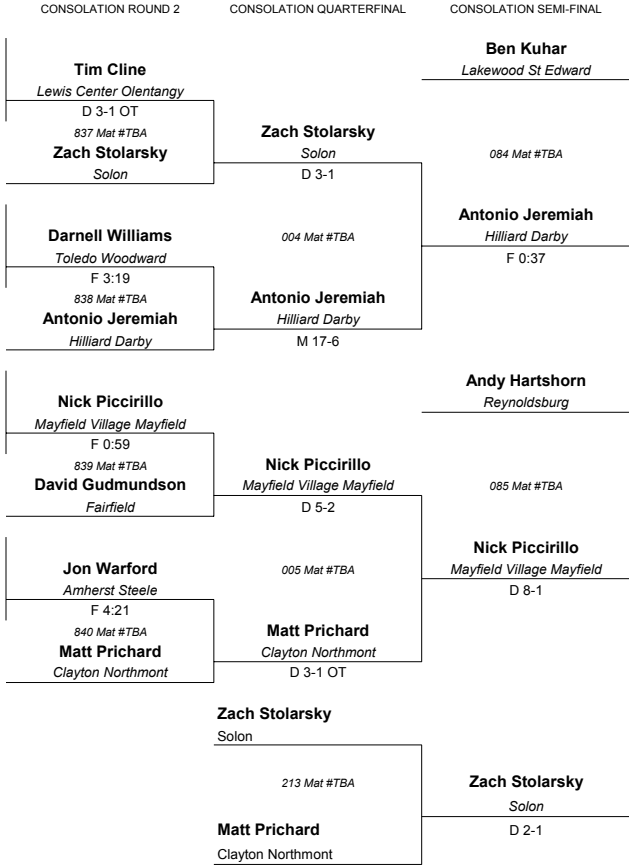 CONSOLATION ROUND 2
CONSOLATION QUARTERFINAL
CONSOLATION SEMI-FINAL
Ben Kuhar
Lakewood St Edward
Tim Cline
Lewis Center Olentangy
D 3-1 OT
837 Mat #TBA
Zach Stolarsky
Solon
Zach Stolarsky
Solon
D 3-1
084 Mat #TBA
Antonio Jeremiah
Hilliard Darby
F 0:37
Darnell Williams
Toledo Woodward
F 3:19
838 Mat #TBA
Antonio Jeremiah
Hilliard Darby
004 Mat #TBA
Antonio Jeremiah
Hilliard Darby
M 17-6
Andy Hartshorn
Reynoldsburg
Nick Piccirillo
Mayfield Village Mayfield
F 0:59
839 Mat #TBA
David Gudmundson
Fairfield
Nick Piccirillo
Mayfield Village Mayfield
D 5-2
085 Mat #TBA
Nick Piccirillo
Mayfield Village Mayfield
D 8-1
Jon Warford
Amherst Steele
F 4:21
840 Mat #TBA
Matt Prichard
Clayton Northmont
005 Mat #TBA
Matt Prichard
Clayton Northmont
D 3-1 OT
Zach Stolarsky
Solon
213 Mat #TBA
Matt Prichard
Clayton Northmont
Zach Stolarsky
Solon
D 2-1